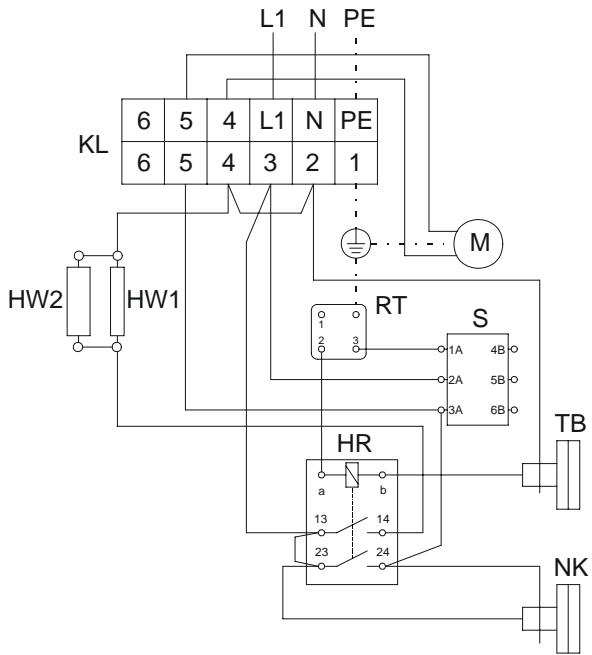 L1 N PE
6 5 4 L1 N PE
KL
6 5 4 3 2 1
M
HW2 HW1
RT
1
2 3
S
1A 4B
2A 5B
3A 6B
TB
HR
a b
13 14
23 24
NK